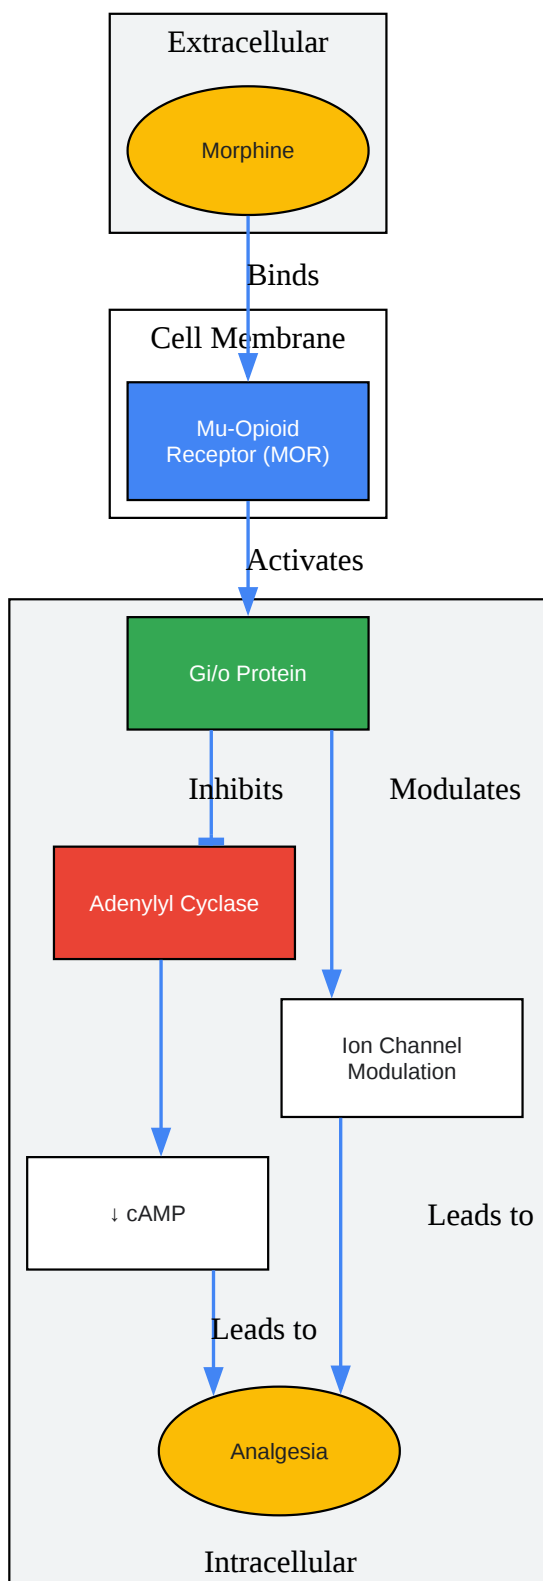 Extracellular
Morphine
Binds
Cell Membrane
Mu-Opioid
Receptor (MOR)
Activates
Gi/o Protein
Inhibits
Modulates
Adenylyl Cyclase
Ion Channel
Modulation
↓ cAMP
Leads to
Leads to
Analgesia
Intracellular